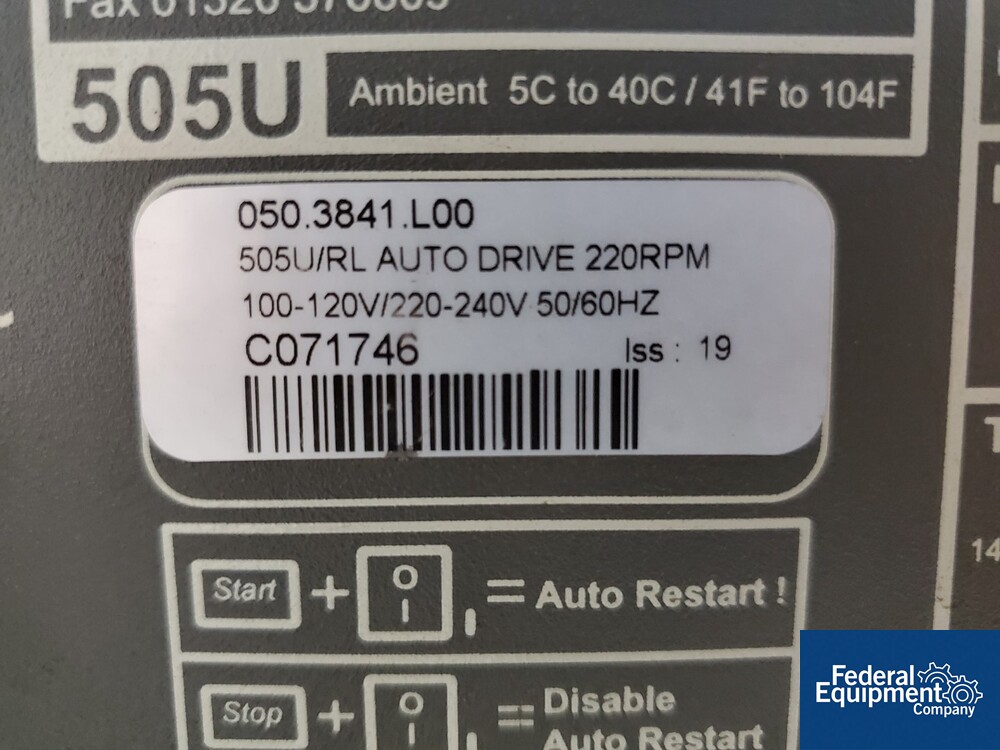 505U Ambient 5C to 40C / 41F to 104F
050.3841.L00
505U/RL AUTO DRIVE 220RPM
100-120V/220-240V 50/60HZ
C071746 Iss : 19
Start + O I , = Auto Restart !
Stop + O I , = Disable
Auto Restart
14
Federal
Equipment
Company